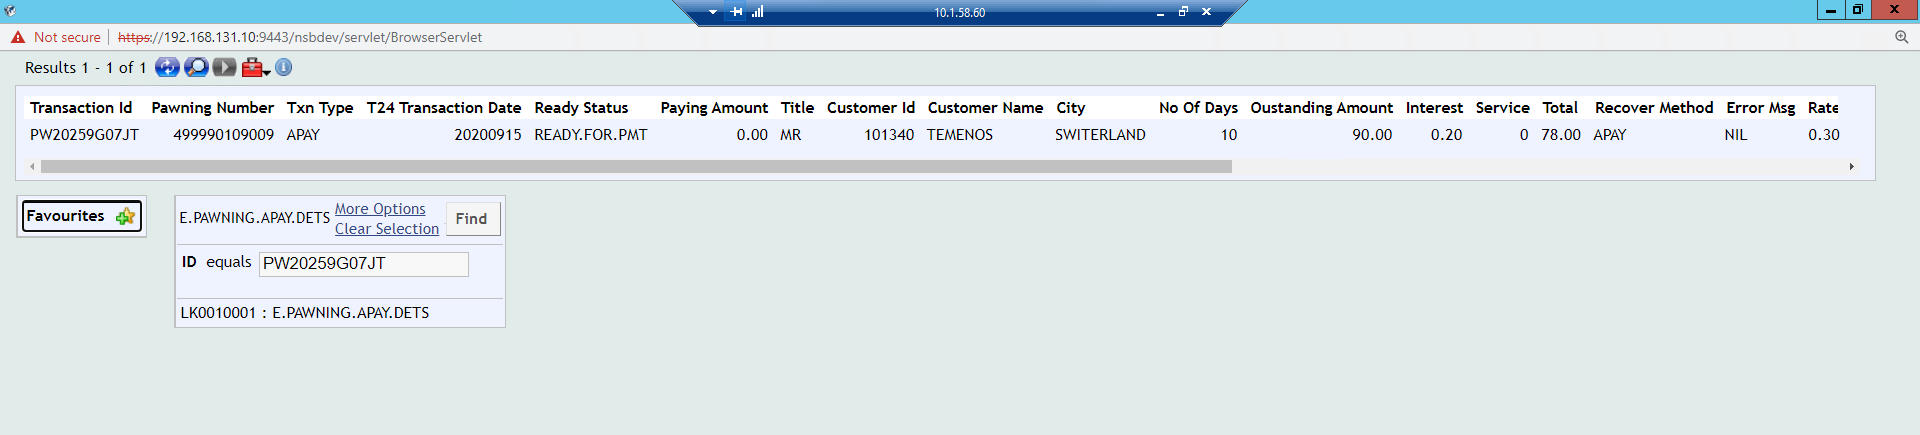 10.1.58.60
Not secure https://192.168.131.10:9443/nsbdev/servlet/BrowserServlet
Results 1 - 1 of 1
Transaction Id Pawning Number Txn Type T24 Transaction Date Ready Status Paying Amount Title Customer Id Customer Name City No Of Days Oustanding Amount Interest Service Total Recover Method Error Msg Rate
PW20259G07JT 499990109009 APAY 20200915 READY.FOR.PMT 0.00 MR 101340 TEMENOS SWITERLAND 10 90.00 0.20 0 78.00 APAY NIL 0.30
Favourites
E.PAWNING.APAY.DETS More Options Find
Clear Selection
ID equals PW20259G07JT
LK0010001 : E.PAWNING.APAY.DETS